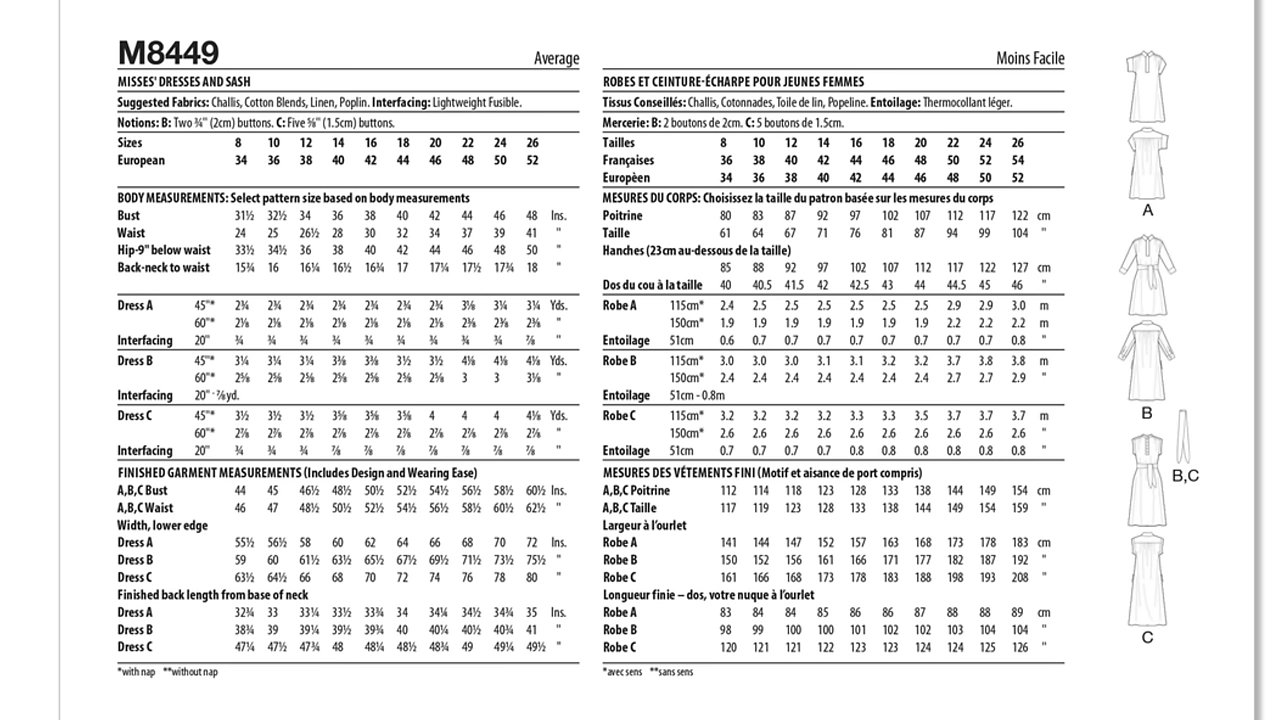 M8449 Average
MISSES' DRESSES AND SASH
Suggested Fabrics: Challis, Cotton Blends, Linen, Poplin. Interfacing: Lightweight Fusible.
Notions: B: Two ¾" (2cm) buttons. C: Five ⅝" (1.5cm) buttons.
Sizes 8 10 12 14 16 18 20 22 24 26
European 34 36 38 40 42 44 46 48 50 52
BODY MEASUREMENTS: Select pattern size based on body measurements
Bust 31½ 32½ 34 36 38 40 42 44 46 48 Ins.
Waist 24 25 26½ 28 30 32 34 37 39 41 "
Hip-9" below waist 33½ 34½ 36 38 40 42 44 46 48 50 "
Back-neck to waist 15¾ 16 16¼ 16½ 16¾ 17 17¼ 17½ 17¾ 18 "
Dress A 45"* 2¾ 2¾ 2¾ 2¾ 2¾ 2¾ 2¾ 3⅛ 3¼ 3¼ Yds.
60"* 2⅛ 2⅛ 2⅛ 2⅛ 2⅛ 2⅛ 2⅛ 2⅜ 2⅜ 2⅜ "
Interfacing 20" ¾ ¾ ¾ ¾ ¾ ¾ ¾ ¾ ¾ ⅞ "
Dress B 45"* 3¼ 3¼ 3¼ 3⅜ 3⅜ 3½ 3½ 4⅛ 4⅛ 4⅛ Yds.
60"* 2⅝ 2⅝ 2⅝ 2⅝ 2⅝ 2⅝ 2⅝ 3 3 3⅛ "
Interfacing 20" - ⅞ yd.
Dress C 45"* 3½ 3½ 3½ 3⅝ 3⅝ 3⅝ 4 4 4 4⅛ Yds.
60"* 2⅞ 2⅞ 2⅞ 2⅞ 2⅞ 2⅞ 2⅞ 2⅞ 2⅞ 2⅞ "
Interfacing 20" ¾ ¾ ¾ ⅞ ⅞ ⅞ ⅞ ⅞ ⅞ ⅞ "
FINISHED GARMENT MEASUREMENTS (Includes Design and Wearing Ease)
A,B,C Bust 44 45 46½ 48½ 50½ 52½ 54½ 56½ 58½ 60½ Ins.
A,B,C Waist 46 47 48½ 50½ 52½ 54½ 56½ 58½ 60½ 62½ "
Width, lower edge
Dress A 55½ 56½ 58 60 62 64 66 68 70 72 Ins.
Dress B 59 60 61½ 63½ 65½ 67½ 69½ 71½ 73½ 75½ "
Dress C 63½ 64½ 66 68 70 72 74 76 78 80 "
Finished back length from base of neck
Dress A 32¾ 33 33¼ 33½ 33¾ 34 34¼ 34½ 34¾ 35 Ins.
Dress B 38¾ 39 39¼ 39½ 39¾ 40 40¼ 40½ 40¾ 41 "
Dress C 47¼ 47½ 47¾ 48 48¼ 48½ 48¾ 49 49¼ 49½ "
*with nap **without nap
Moins Facile
ROBES ET CEINTURE-ÉCHARPE POUR JEUNES FEMMES
Tissus Conseillés: Challis, Cotonnades, Toile de lin, Popeline. Entoilage: Thermocollant léger.
Mercerie: B: 2 boutons de 2cm. C: 5 boutons de 1.5cm.
Tailles 8 10 12 14 16 18 20 22 24 26
Françaises 36 38 40 42 44 46 48 50 52 54
Europèen 34 36 38 40 42 44 46 48 50 52
MESURES DU CORPS: Choisissez la taille du patron basée sur les mesures du corps
Poitrine 80 83 87 92 97 102 107 112 117 122 cm
Taille 61 64 67 71 76 81 87 94 99 104 "
Hanches (23cm au-dessous de la taille)
85 88 92 97 102 107 112 117 122 127 cm
Dos du cou à la taille 40 40.5 41.5 42 42.5 43 44 44.5 45 46 "
Robe A 115cm* 2.4 2.5 2.5 2.5 2.5 2.5 2.5 2.9 2.9 3.0 m
150cm* 1.9 1.9 1.9 1.9 1.9 1.9 1.9 2.2 2.2 2.2 m
Entoilage 51cm 0.6 0.7 0.7 0.7 0.7 0.7 0.7 0.7 0.7 0.8 "
Robe B 115cm* 3.0 3.0 3.0 3.1 3.1 3.2 3.2 3.7 3.8 3.8 m
150cm* 2.4 2.4 2.4 2.4 2.4 2.4 2.4 2.7 2.7 2.9 "
Entoilage 51cm - 0.8m
Robe C 115cm* 3.2 3.2 3.2 3.2 3.3 3.3 3.5 3.7 3.7 3.7 m
150cm* 2.6 2.6 2.6 2.6 2.6 2.6 2.6 2.6 2.6 2.6 "
Entoilage 51cm 0.7 0.7 0.7 0.7 0.8 0.8 0.8 0.8 0.8 0.8 "
MESURES DES VÉTEMENTS FINI (Motif et aisance de port compris)
A,B,C Poitrine 112 114 118 123 128 133 138 144 149 154 cm
A,B,C Taille 117 119 123 128 133 138 144 149 154 159 "
Largeur à l'ourlet
Robe A 141 144 147 152 157 163 168 173 178 183 cm
Robe B 150 152 156 161 166 171 177 182 187 192 "
Robe C 161 166 168 173 178 183 188 198 193 208 "
Longueur finie – dos, votre nuque à l'ourlet
Robe A 83 84 84 85 86 86 87 88 88 89 cm
Robe B 98 99 100 100 101 102 102 103 104 104 "
Robe C 120 121 121 122 123 123 124 124 125 126 "
*avec sens **sans sens
A
B
B,C
C